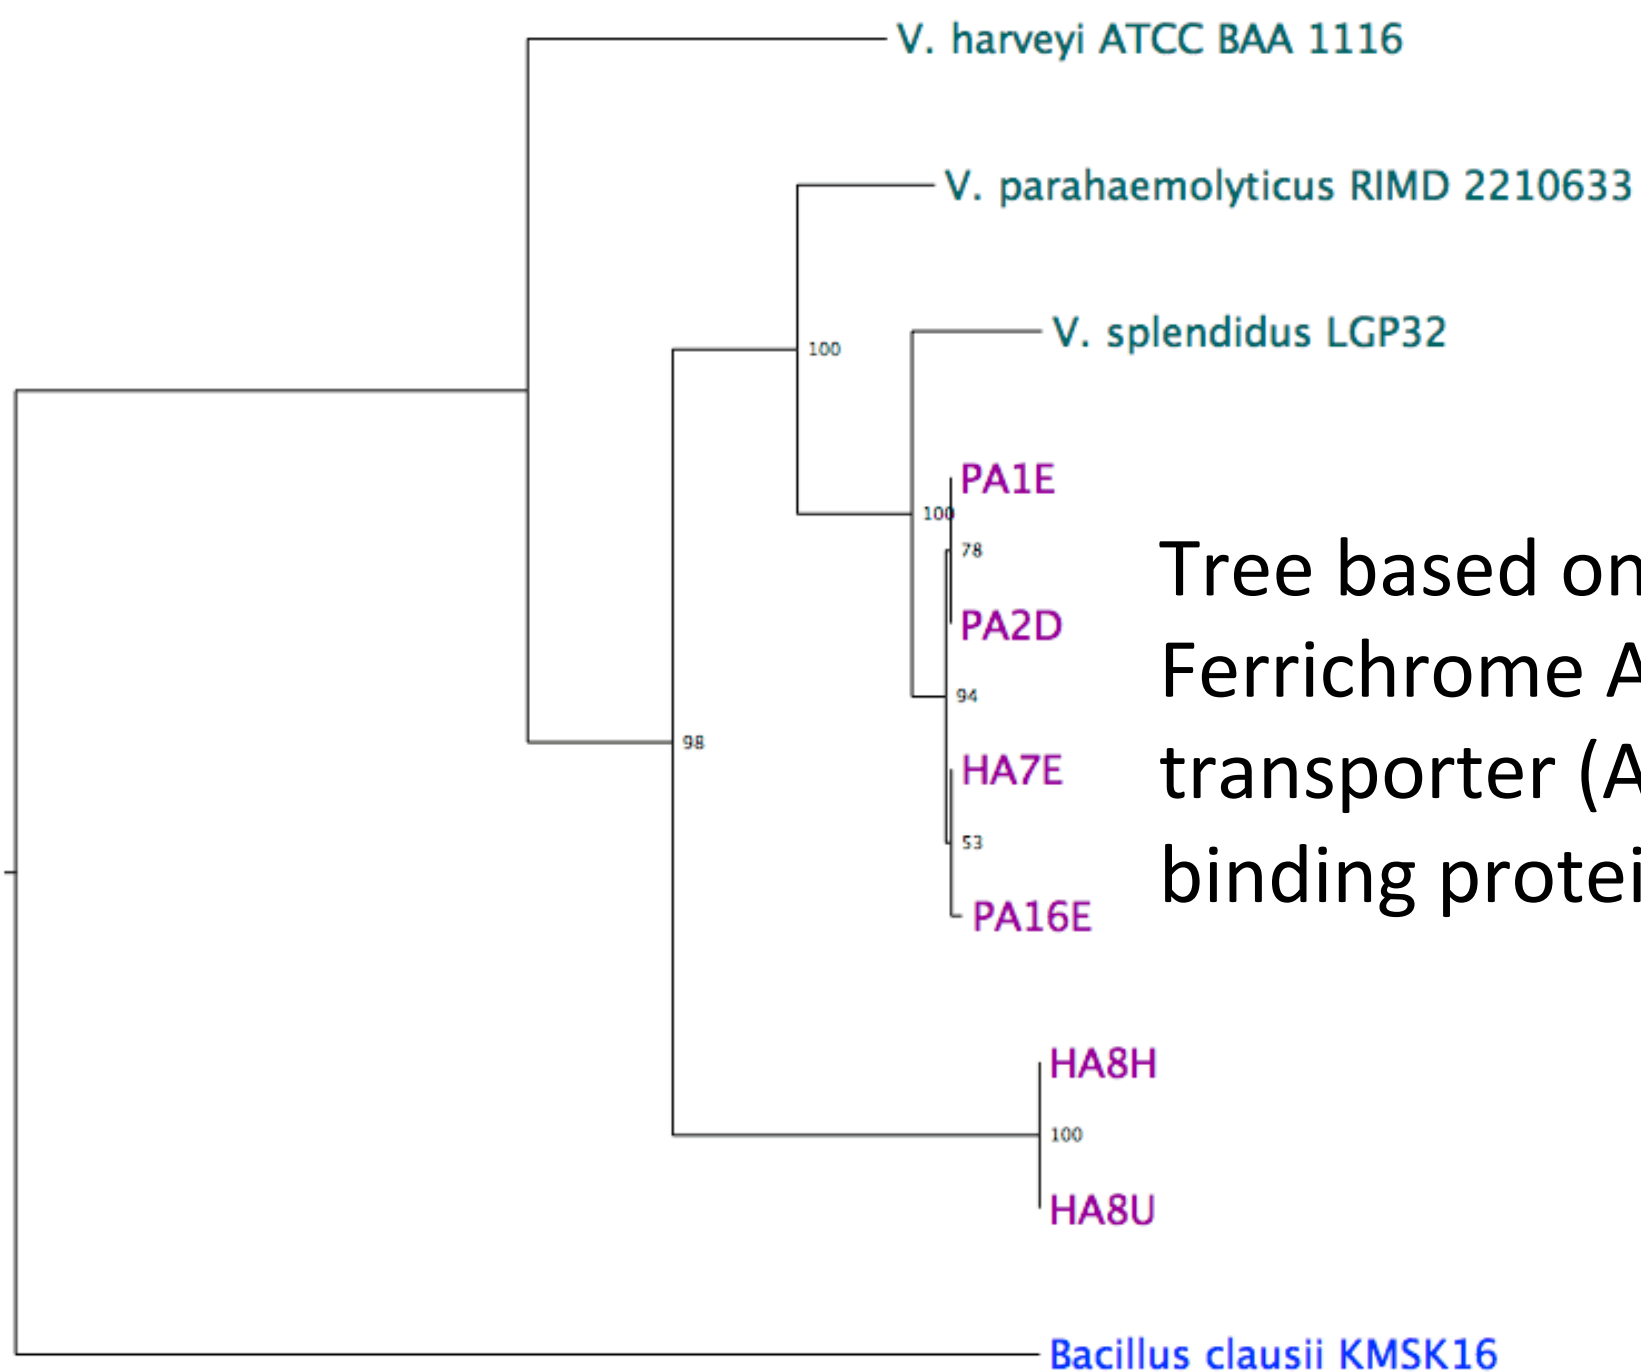 V. harveyi ATCC BAA 1116
V. parahaemolyticus RIMD 2210633
100
V. splendidus LGP32
PA1E
100
78
PA2D
94
98
HA7E
53
PA16E
Tree based on
Ferrichrome A
transporter (A
binding protei
HA8H
100
HA8U
Bacillus clausii KMSK16